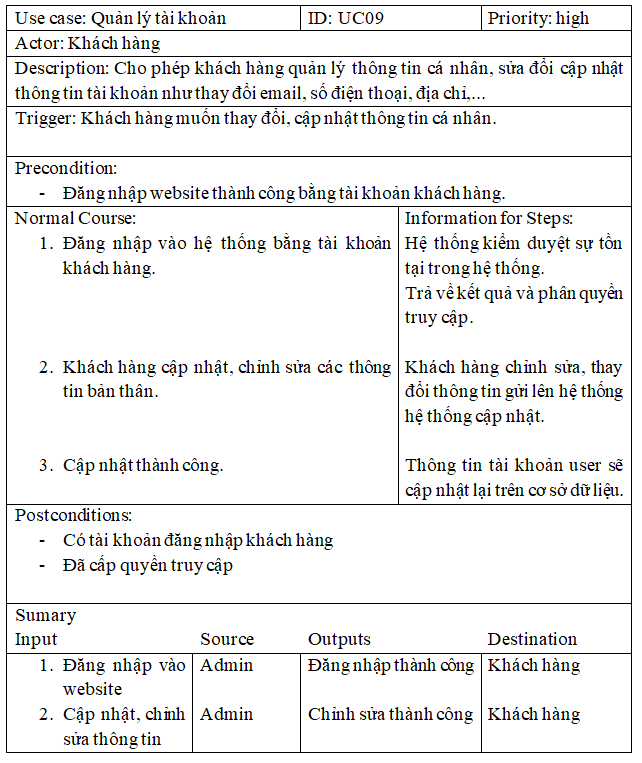 Use case: Quản lý tài khoản ID: UC09 Priority: high
Actor: Khách hàng
Description: Cho phép khách hàng quản lý thông tin cá nhân, sửa đổi cập nhật
thông tin tài khoản như thay đổi email, số điện thoại, địa chỉ,...
Trigger: Khách hàng muốn thay đổi, cập nhật thông tin cá nhân.
Precondition:
- Đăng nhập website thành công bằng tài khoản khách hàng.
Normal Course:
1. Đăng nhập vào hệ thống bằng tài khoản
khách hàng.
2. Khách hàng cập nhật, chỉnh sửa các thông
tin bản thân.
3. Cập nhật thành công.
Information for Steps:
Hệ thống kiểm duyệt sự tồn
tại trong hệ thống.
Trả về kết quả và phân quyền
truy cập.
Khách hàng chỉnh sửa, thay
đổi thông tin gửi lên hệ thống
hệ thống cập nhật.
Thông tin tài khoản user sẽ
cập nhật lại trên cơ sở dữ liệu.
Postconditions:
- Có tài khoản đăng nhập khách hàng
- Đã cấp quyền truy cập
Sumary
Input Source Outputs Destination
1. Đăng nhập vào Admin Đăng nhập thành công Khách hàng
website
2. Cập nhật, chỉnh Admin Chỉnh sửa thành công Khách hàng
sửa thông tin